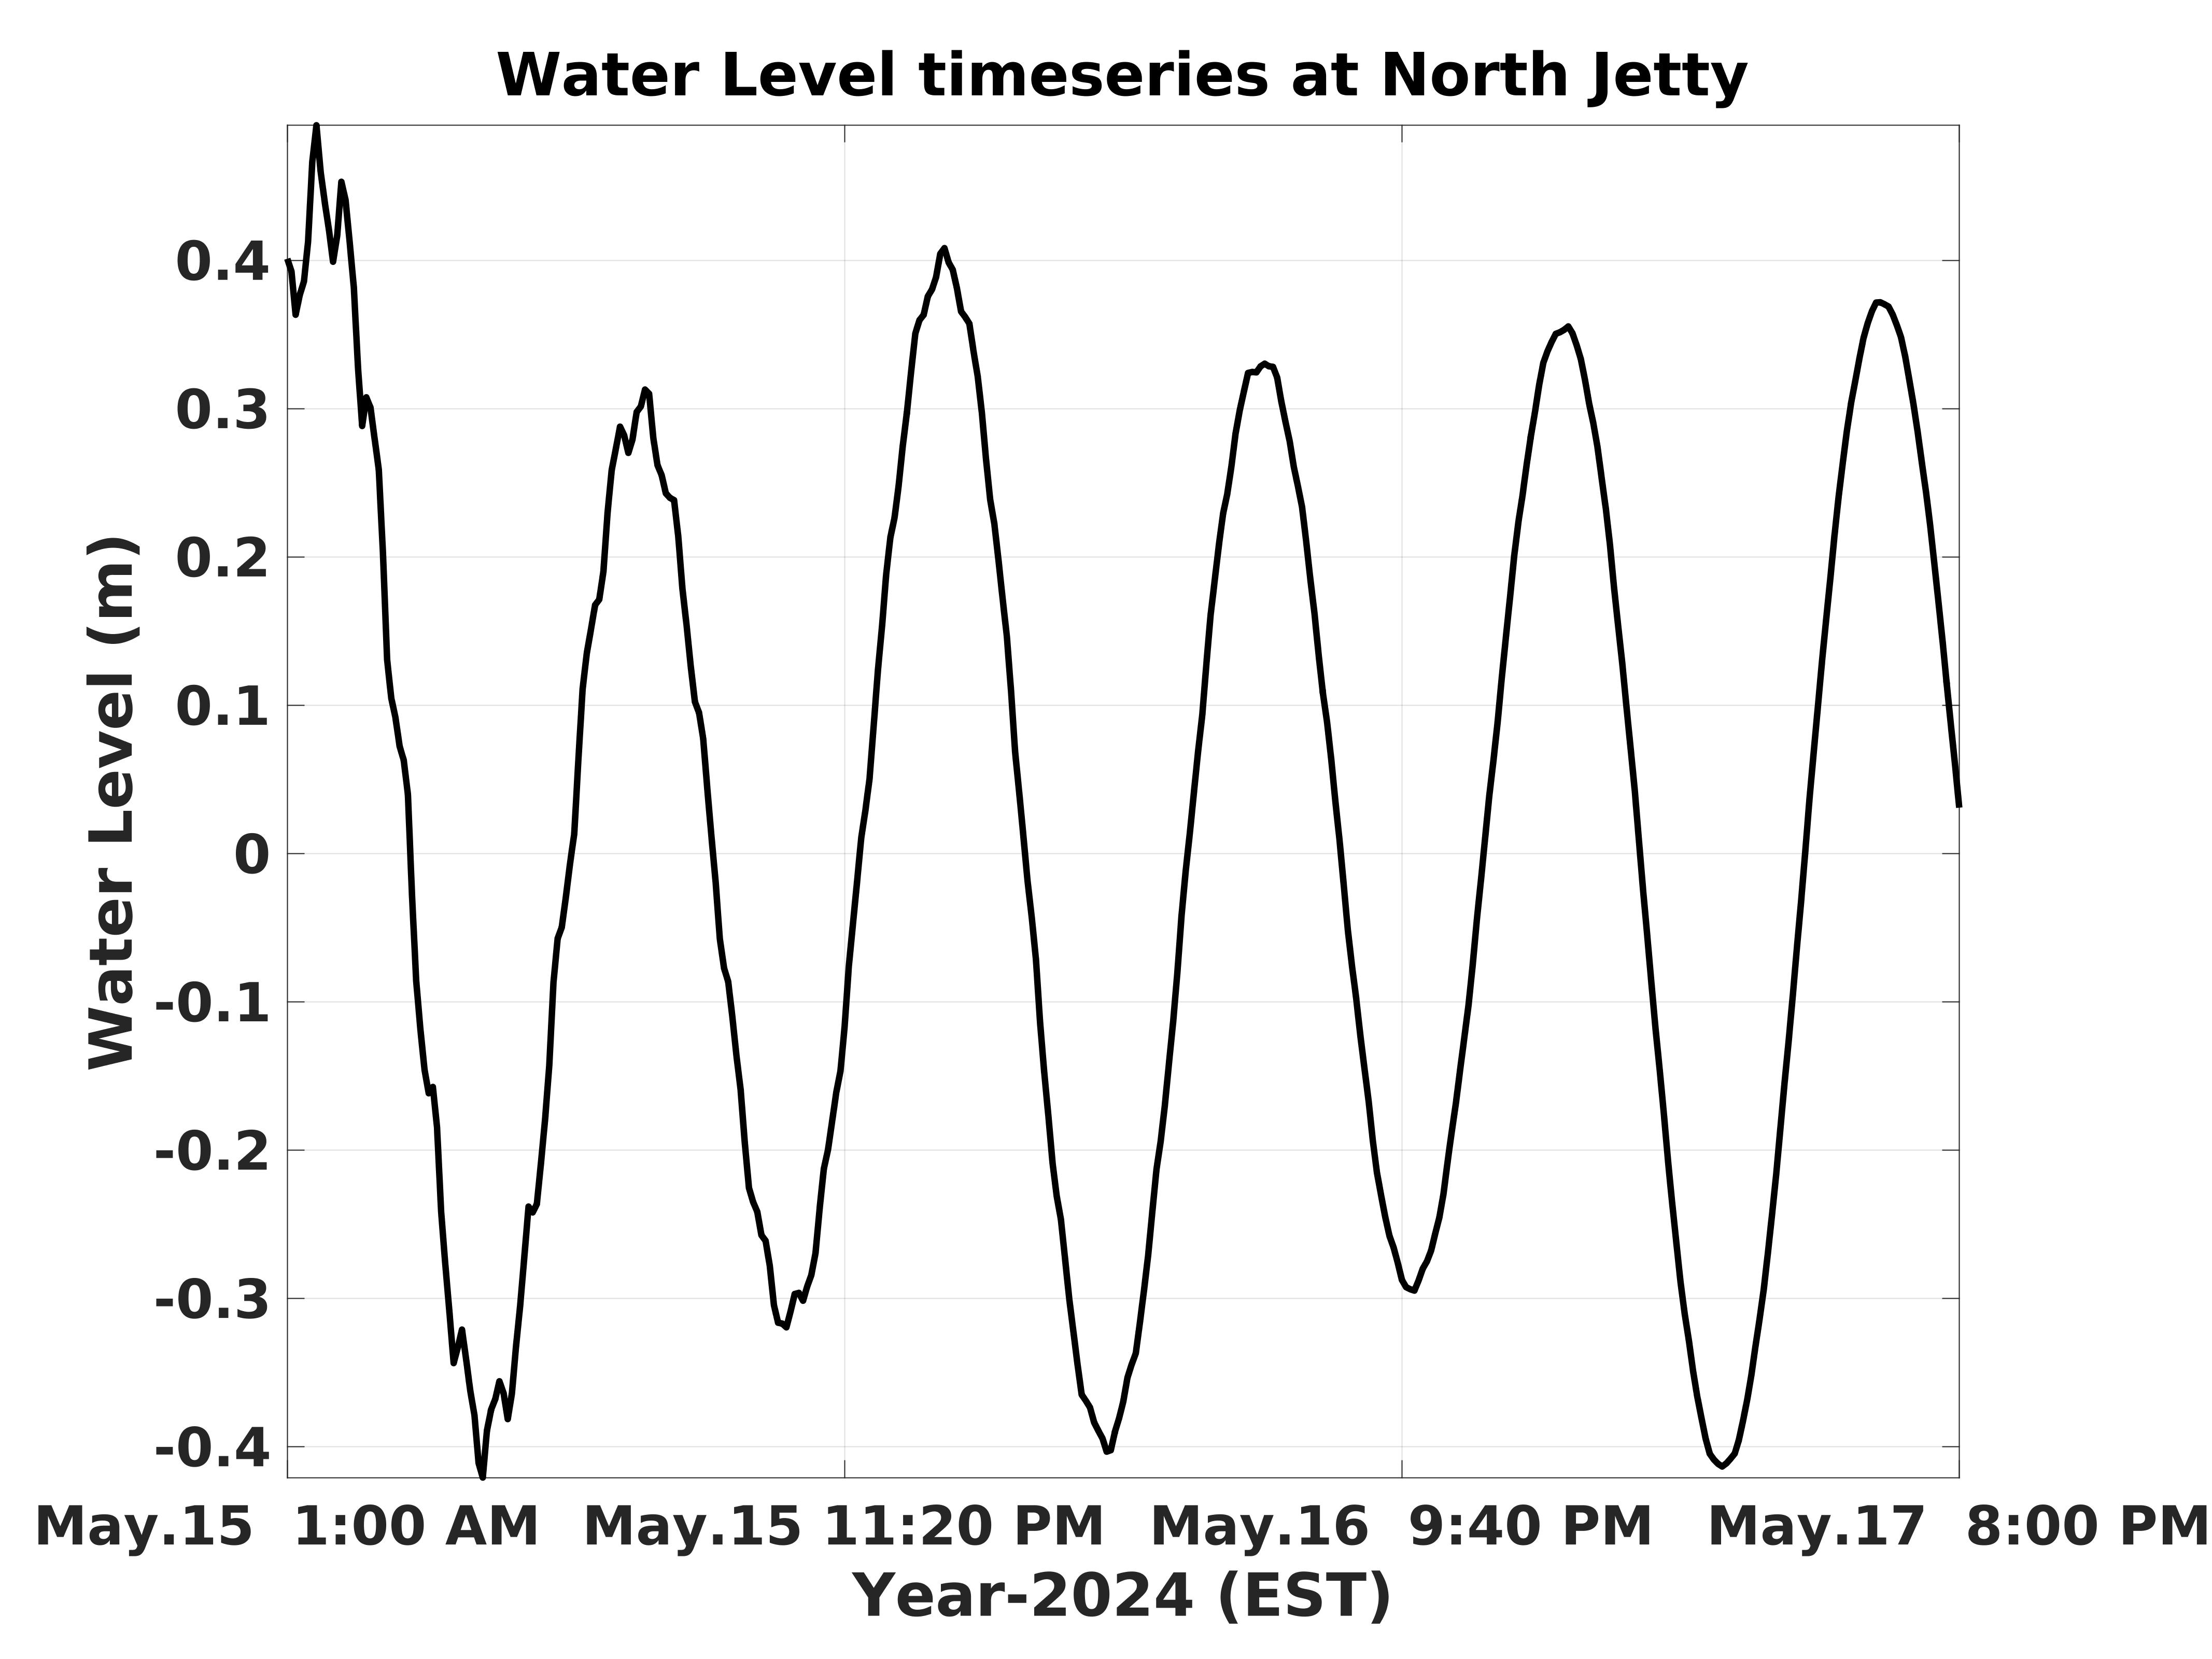 Water Level timeseries at North Jetty
Water Level (m)
0.4
0.3
0.2
0.1
0
-0.1
-0.2
-0.3
-0.4
May.15 1:00 AM May.15 11:20 PM May.16 9:40 PM May.17 8:00 PM
Year-2024 (EST)